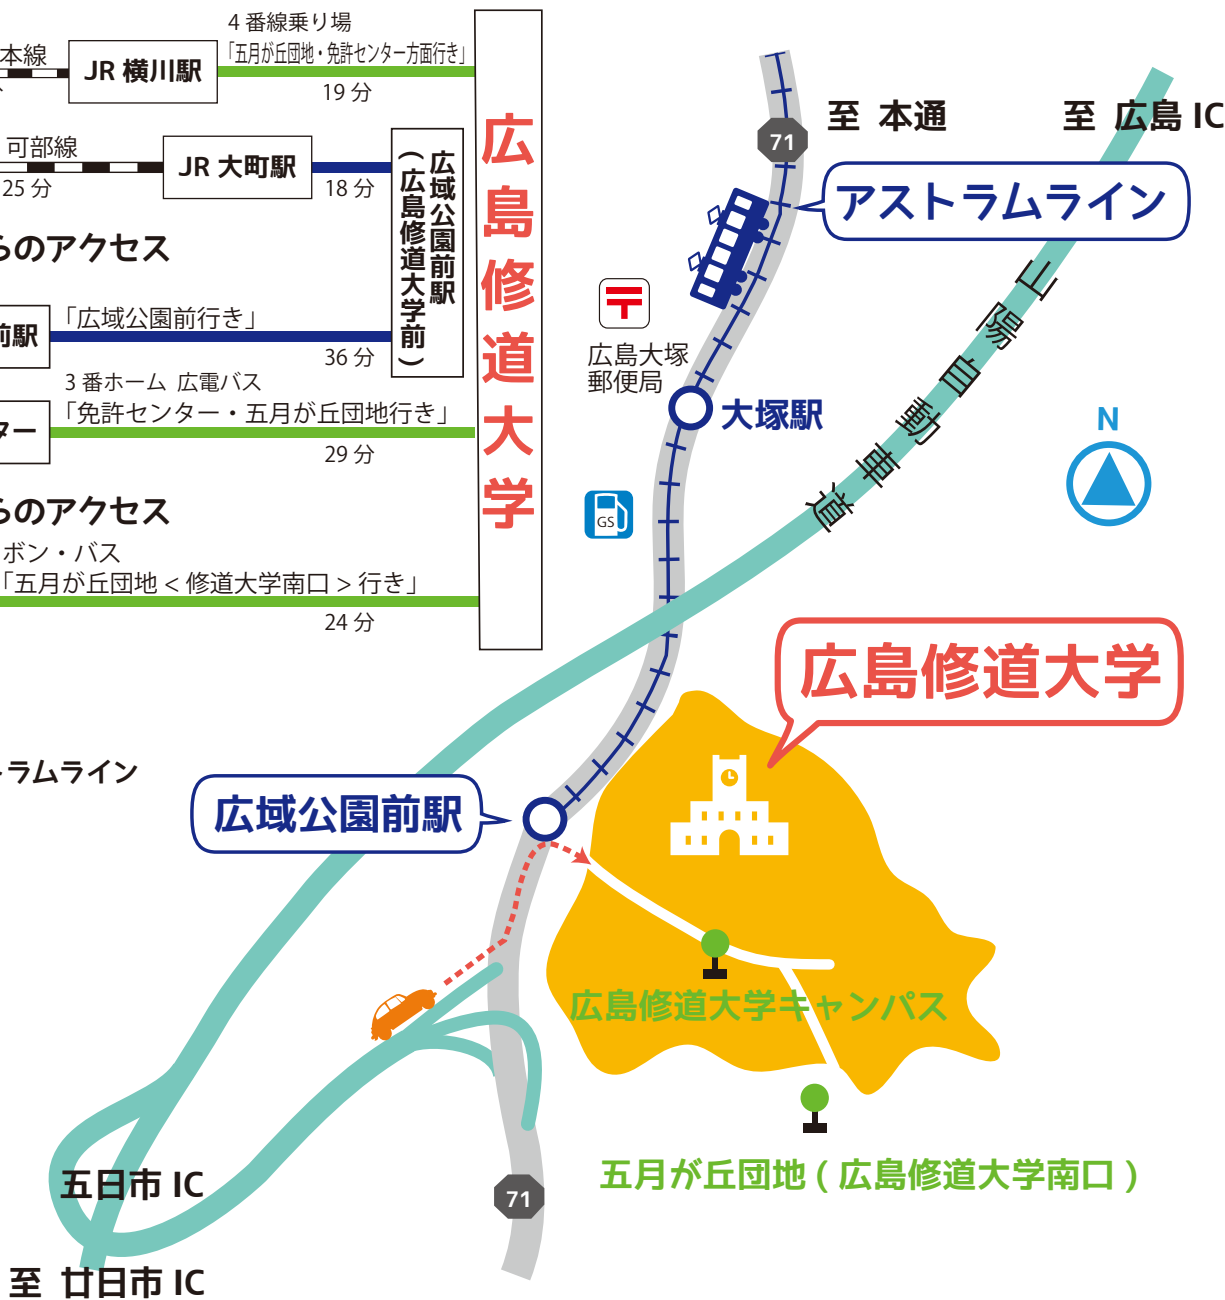 4 番線乗り場
本線
JR 横川駅
「五月が丘団地・免許センター方面行き」
19 分
可部線
25 分
JR 大町駅
18 分
広域公園前駅
(広島修道大学前)
広島修道大学
らのアクセス
前駅
「広域公園前行き」
36 分
3 番ホーム 広電バス
ター
「免許センター・五月が丘団地行き」
29 分
らのアクセス
ボン・バス
「五月が丘団地 < 修道大学南口 > 行き」
24 分
トラムライン
至 本通
至 広島 IC
71
アストラムライン
山陽自動車道
広島大塚
郵便局
大塚駅
N
GS
広島修道大学
広域公園前駅
広島修道大学キャンパス
五月が丘団地 ( 広島修道大学南口 )
五日市 IC
71
至 廿日市 IC